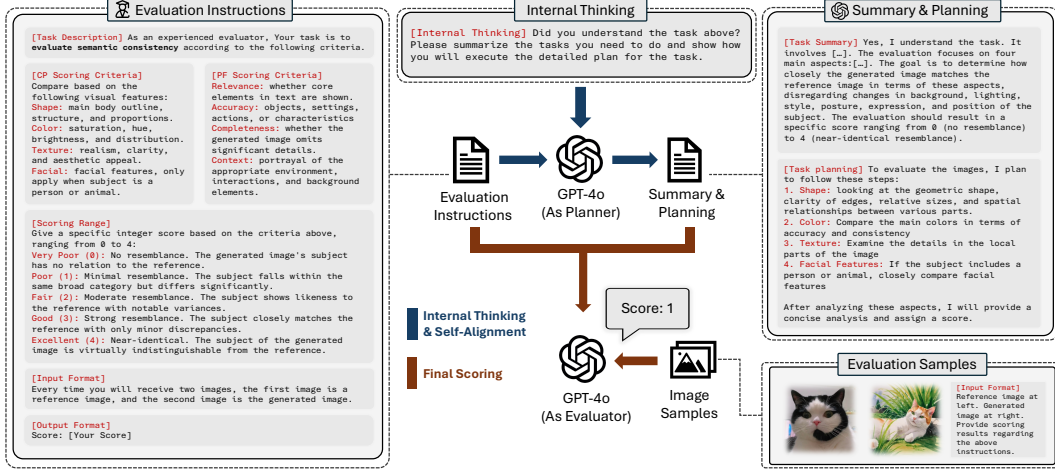 Evaluation Instructions
[Task Description] As an experienced evaluator, Your task is to
evaluate semantic consistency according to the following criteria.
[CP Scoring Criteria]
Compare based on the
following visual features:
Shape: main body outline,
structure, and proportions.
Color: saturation, hue,
brightness, and distribution.
Texture: realism, clarity,
and aesthetic appeal.
Facial: facial features, only
apply when subject is a
person or animal.
[PF Scoring Criteria]
Relevance: whether core
elements in text are shown.
Accuracy: objects, settings,
actions, or characteristics
Completeness: whether the
generated image omits
significant details.
Context: portrayal of the
appropriate environment,
interactions, and background
elements.
[Scoring Range]
Give a specific integer score based on the criteria above,
ranging from 0 to 4:
Very Poor (0): No resemblance. The generated image's subject
has no relation to the reference.
Poor (1): Minimal resemblance. The subject falls within the
same broad category but differs significantly.
Fair (2): Moderate resemblance. The subject shows likeness to
the reference with notable variances.
Good (3): Strong resemblance. The subject closely matches the
reference with only minor discrepancies.
Excellent (4): Near-identical. The subject of the generated
image is virtually indistinguishable from the reference.
[Input Format]
Every time you will receive two images, the first image is a
reference image, and the second image is the generated image.
[Output Format]
Score: [Your Score]
Internal Thinking
[Internal Thinking] Did you understand the task above?
Please summarize the tasks you need to do and show how
you will execute the detailed plan for the task.
Evaluation
Instructions
GPT-4o
(As Planner)
Summary &
Planning
Internal Thinking
& Self-Alignment
Final Scoring
Score: 1
GPT-4o
(As Evaluator)
Image
Samples
Summary & Planning
[Task Summary] Yes, I understand the task. It
involves […]. The evaluation focuses on four
main aspects:[…]. The goal is to determine how
closely the generated image matches the
reference image in terms of these aspects,
disregarding changes in background, lighting,
style, posture, expression, and position of the
subject. The evaluation should result in a
specific score ranging from 0 (no resemblance)
to 4 (near-identical resemblance).
[Task planning] To evaluate the images, I plan
to follow these steps:
1. Shape: looking at the geometric shape,
clarity of edges, relative sizes, and spatial
relationships between various parts.
2. Color: Compare the main colors in terms of
accuracy and consistency
3. Texture: Examine the details in the local
parts of the image
4. Facial Features: If the subject includes a
person or animal, closely compare facial
features
After analyzing these aspects, I will provide a
concise analysis and assign a score.
Evaluation Samples
[Input Format]
Reference image at
left. Generated
image at right.
Provide scoring
results regarding
the above
instructions.